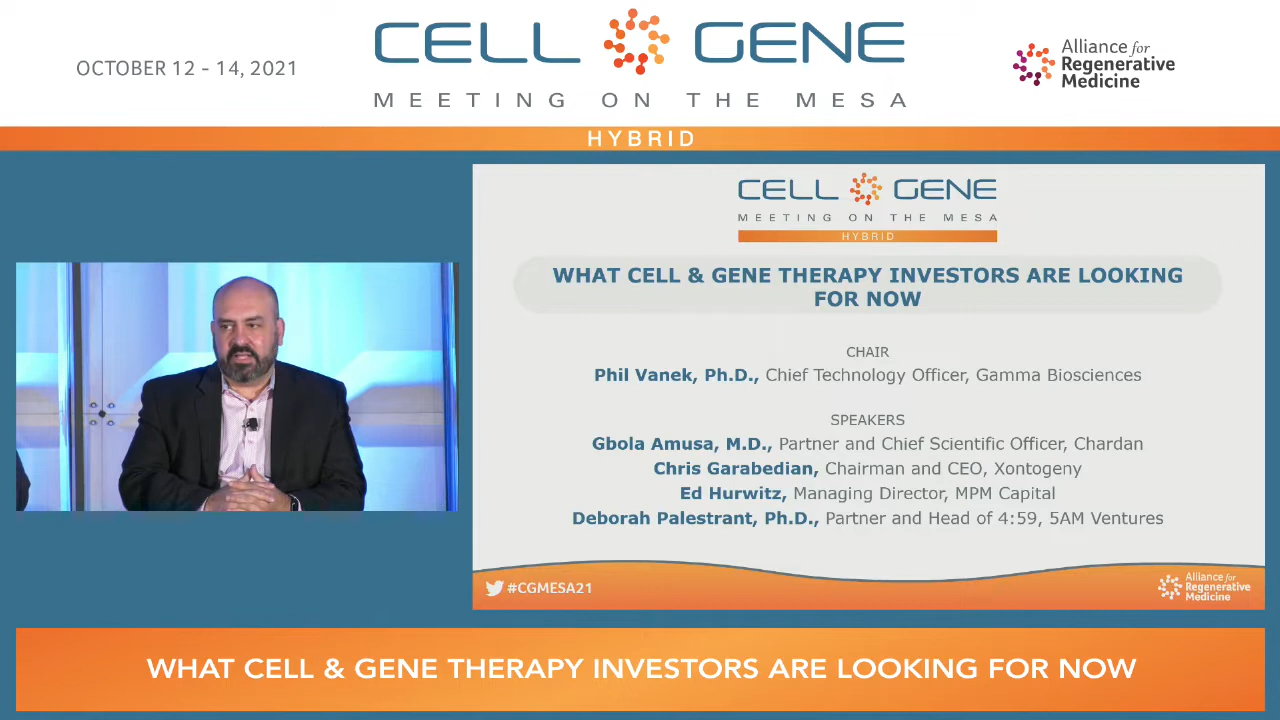 OCTOBER 12 - 14, 2021
CELL GENE
MEETING ON THE MESA
Alliance for
Regenerative
Medicine
HYBRID
CELL GENE
MEETING ON THE MESA
HYBRID
WHAT CELL & GENE THERAPY INVESTORS ARE LOOKING
FOR NOW
CHAIR
Phil Vanek, Ph.D., Chief Technology Officer, Gamma Biosciences
SPEAKERS
Gbola Amusa, M.D., Partner and Chief Scientific Officer, Chardan
Chris Garabedian, Chairman and CEO, Xontogeny
Ed Hurwitz, Managing Director, MPM Capital
Deborah Palestrant, Ph.D., Partner and Head of 4:59, 5AM Ventures
#CGMESA21
Alliance for
Regenerative
Medicine
WHAT CELL & GENE THERAPY INVESTORS ARE LOOKING FOR NOW